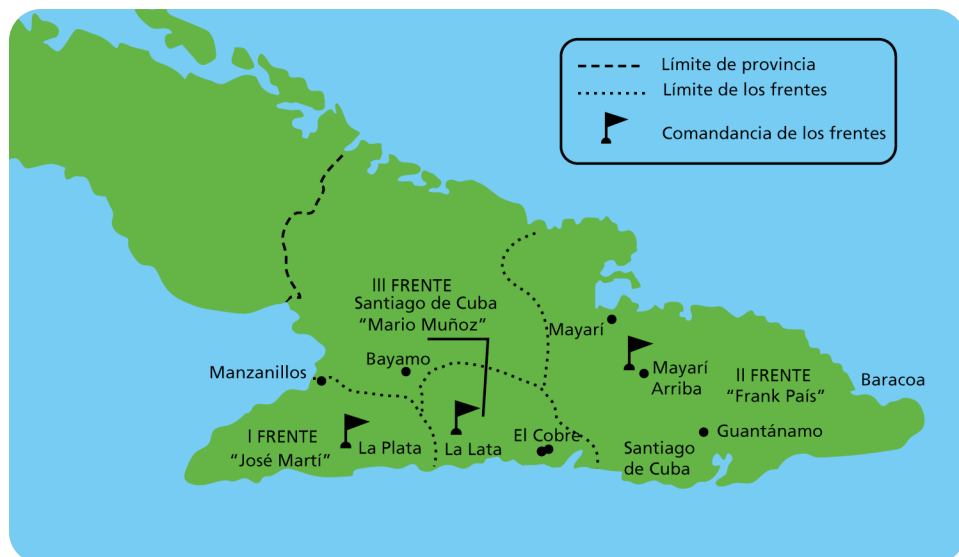 Límite de provincia
Límite de los frentes
Comandancia de los frentes
III FRENTE
Santiago de Cuba
“Mario Muñoz”
Mayarí
Bayamo
Manzanillos
Mayarí
Arriba
II FRENTE
“Frank País”
Baracoa
I FRENTE
“José Martí”
La Plata
La Lata
El Cobre
Santiago
de Cuba
Guantánamo